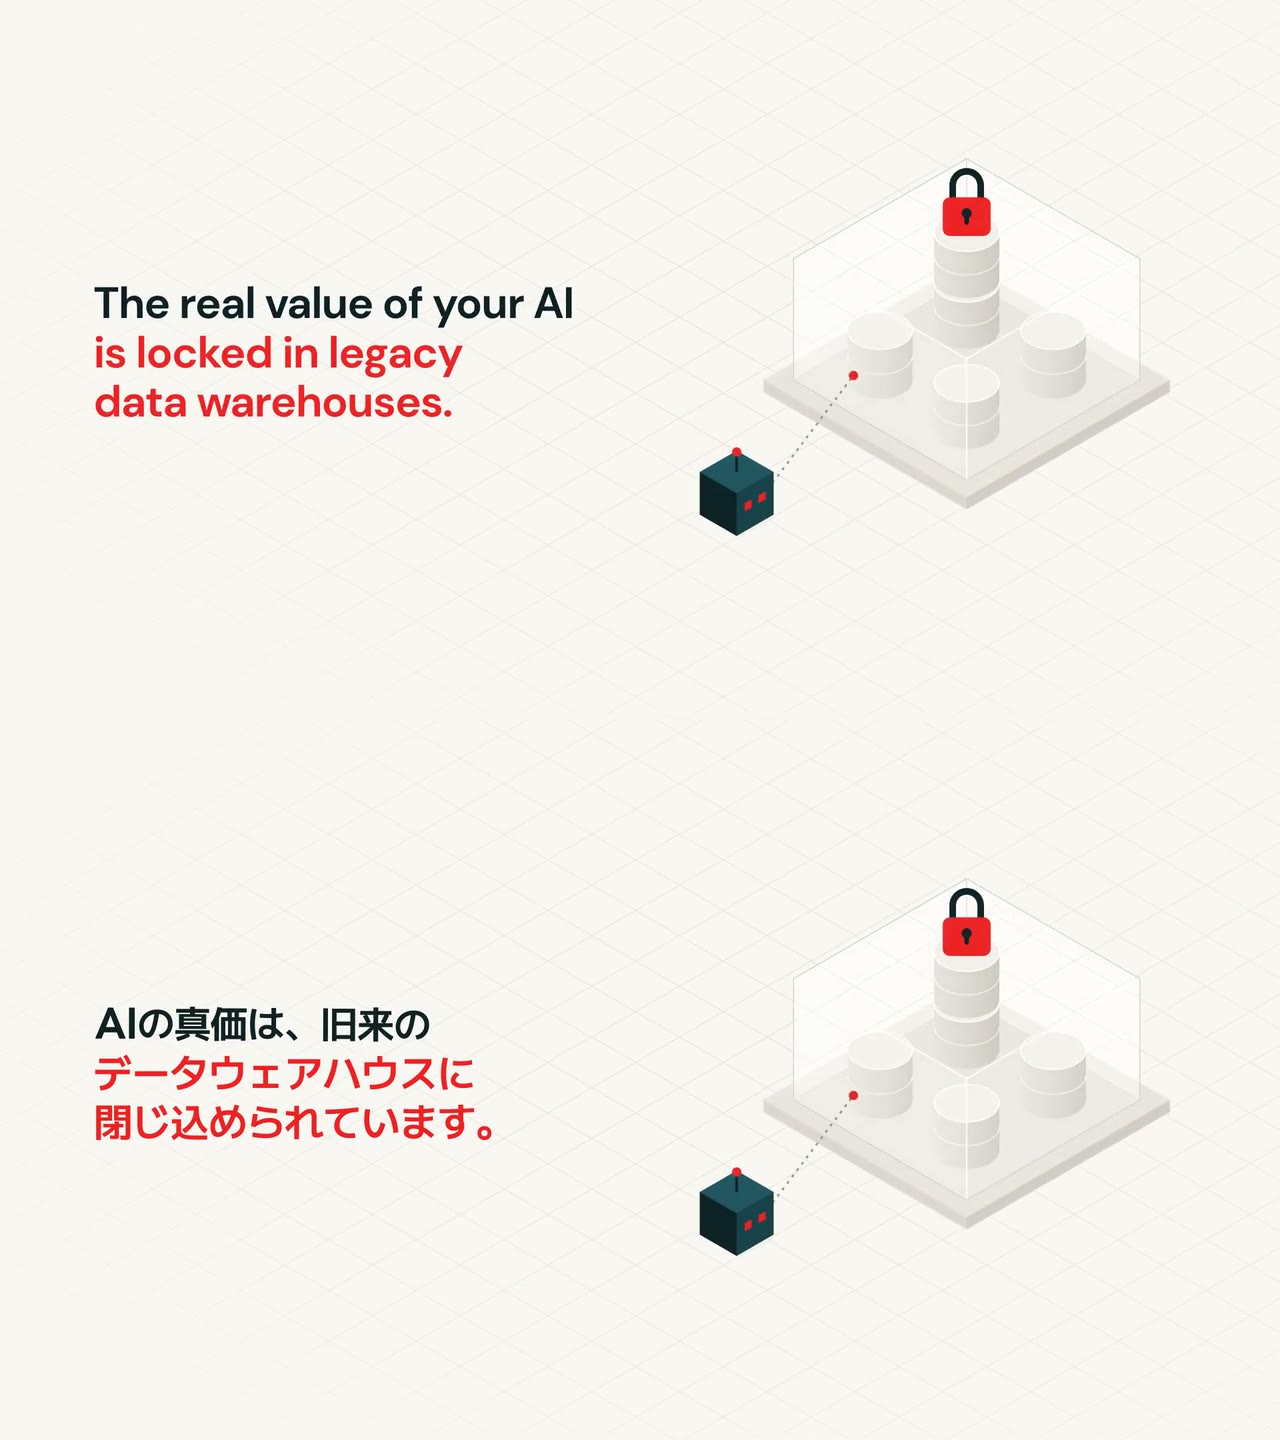 The real value of your AI
is locked in legacy
data warehouses.
AIの真価は、旧来の
データウェアハウスに
閉じ込められています。